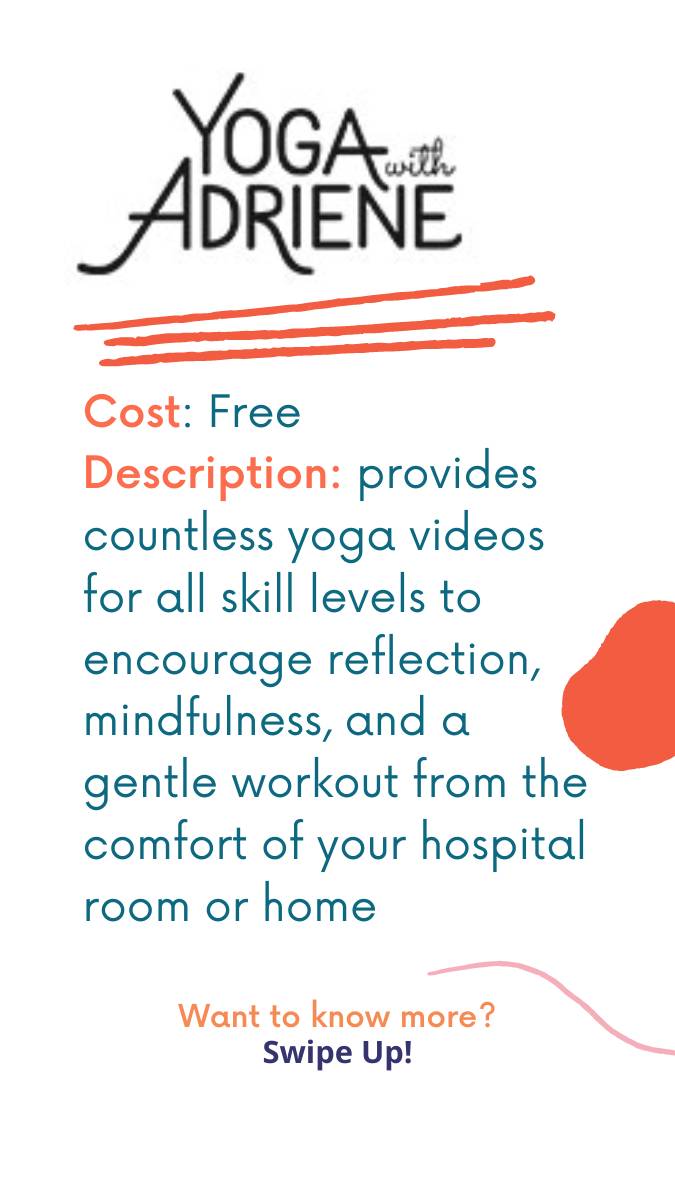 YOGA with
ADRIENE
Cost: Free
Description: provides
countless yoga videos
for all skill levels to
encourage reflection,
mindfulness, and a
gentle workout from the
comfort of your hospital
room or home
Want to know more?
Swipe Up!